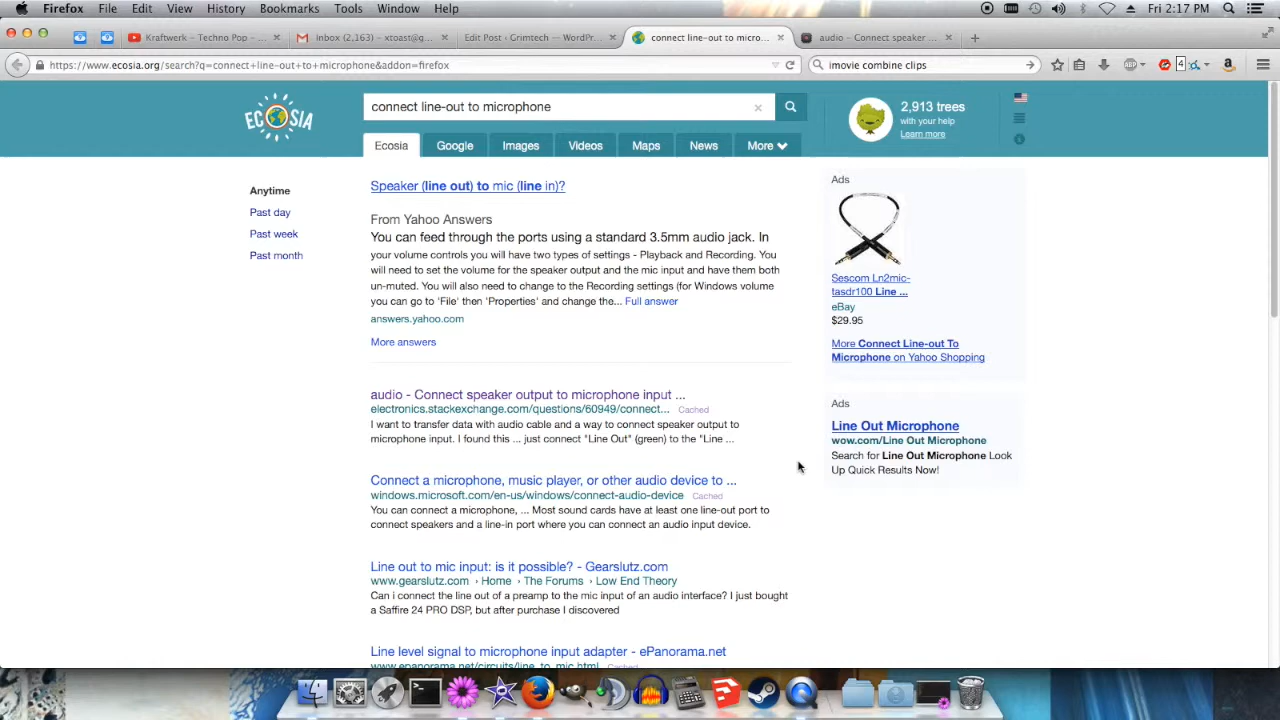 Firefox File Edit View History Bookmarks Tools Window Help Fri 2:17 PM
Kraftwerk – Techno Pop – ... × Inbox (2,163) – xtoast@g... × Edit Post ‹ Grimtech — WordPr... × connect line-out to micro... × audio – Connect speaker ... × +
https://www.ecosia.org/search?q=connect+line-out+to+microphone&addon=firefox imovie combine clips 4
ECOSIA
connect line-out to microphone ×
2,913 trees
with your help
Learn more
Ecosia Google Images Videos Maps News More
Anytime
Past day
Past week
Past month
Speaker (line out) to mic (line in)?
From Yahoo Answers
You can feed through the ports using a standard 3.5mm audio jack. In
your volume controls you will have two types of settings - Playback and Recording. You
will need to set the volume for the speaker output and the mic input and have them both
un-muted. You will also need to change to the Recording settings (for Windows volume
you can go to 'File' then 'Properties' and change the... Full answer
answers.yahoo.com
More answers
audio - Connect speaker output to microphone input ...
electronics.stackexchange.com/questions/60949/connect... Cached
I want to transfer data with audio cable and a way to connect speaker output to
microphone input. I found this ... just connect "Line Out" (green) to the "Line ...
Connect a microphone, music player, or other audio device to ...
windows.microsoft.com/en-us/windows/connect-audio-device Cached
You can connect a microphone, ... Most sound cards have at least one line-out port to
connect speakers and a line-in port where you can connect an audio input device.
Line out to mic input: is it possible? - Gearslutz.com
www.gearslutz.com › Home › The Forums › Low End Theory
Can i connect the line out of a preamp to the mic input of an audio interface? I just bought
a Saffire 24 PRO DSP, but after purchase I discovered
Line level signal to microphone input adapter - ePanorama.net
www.epanorama.net/circuits/line_to_mic.html Cached
Ads
Sescom Ln2mic-
tasdr100 Line ...
eBay
$29.95
More Connect Line-out To
Microphone on Yahoo Shopping
Ads
Line Out Microphone
wow.com/Line Out Microphone
Search for Line Out Microphone Look
Up Quick Results Now!